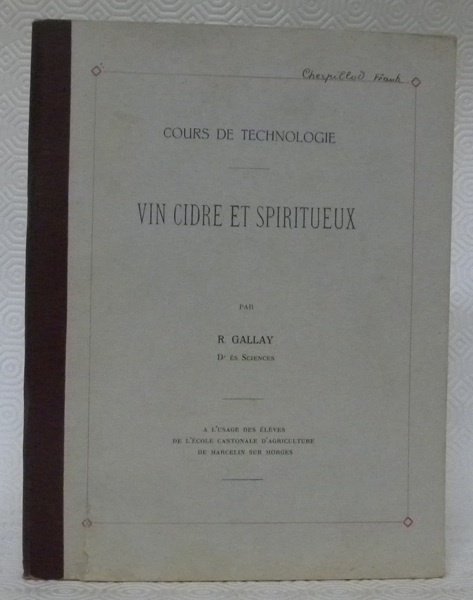 Cherpillod Frank
COURS DE TECHNOLOGIE
VIN CIDRE ET SPIRITUEUX
PAR
R. GALLAY
Dr ÈS SCIENCES
A L'USAGE DES ÉLÈVES
DE L'ÉCOLE CANTONALE D'AGRICULTURE
DE MARCELIN SUR MORGES